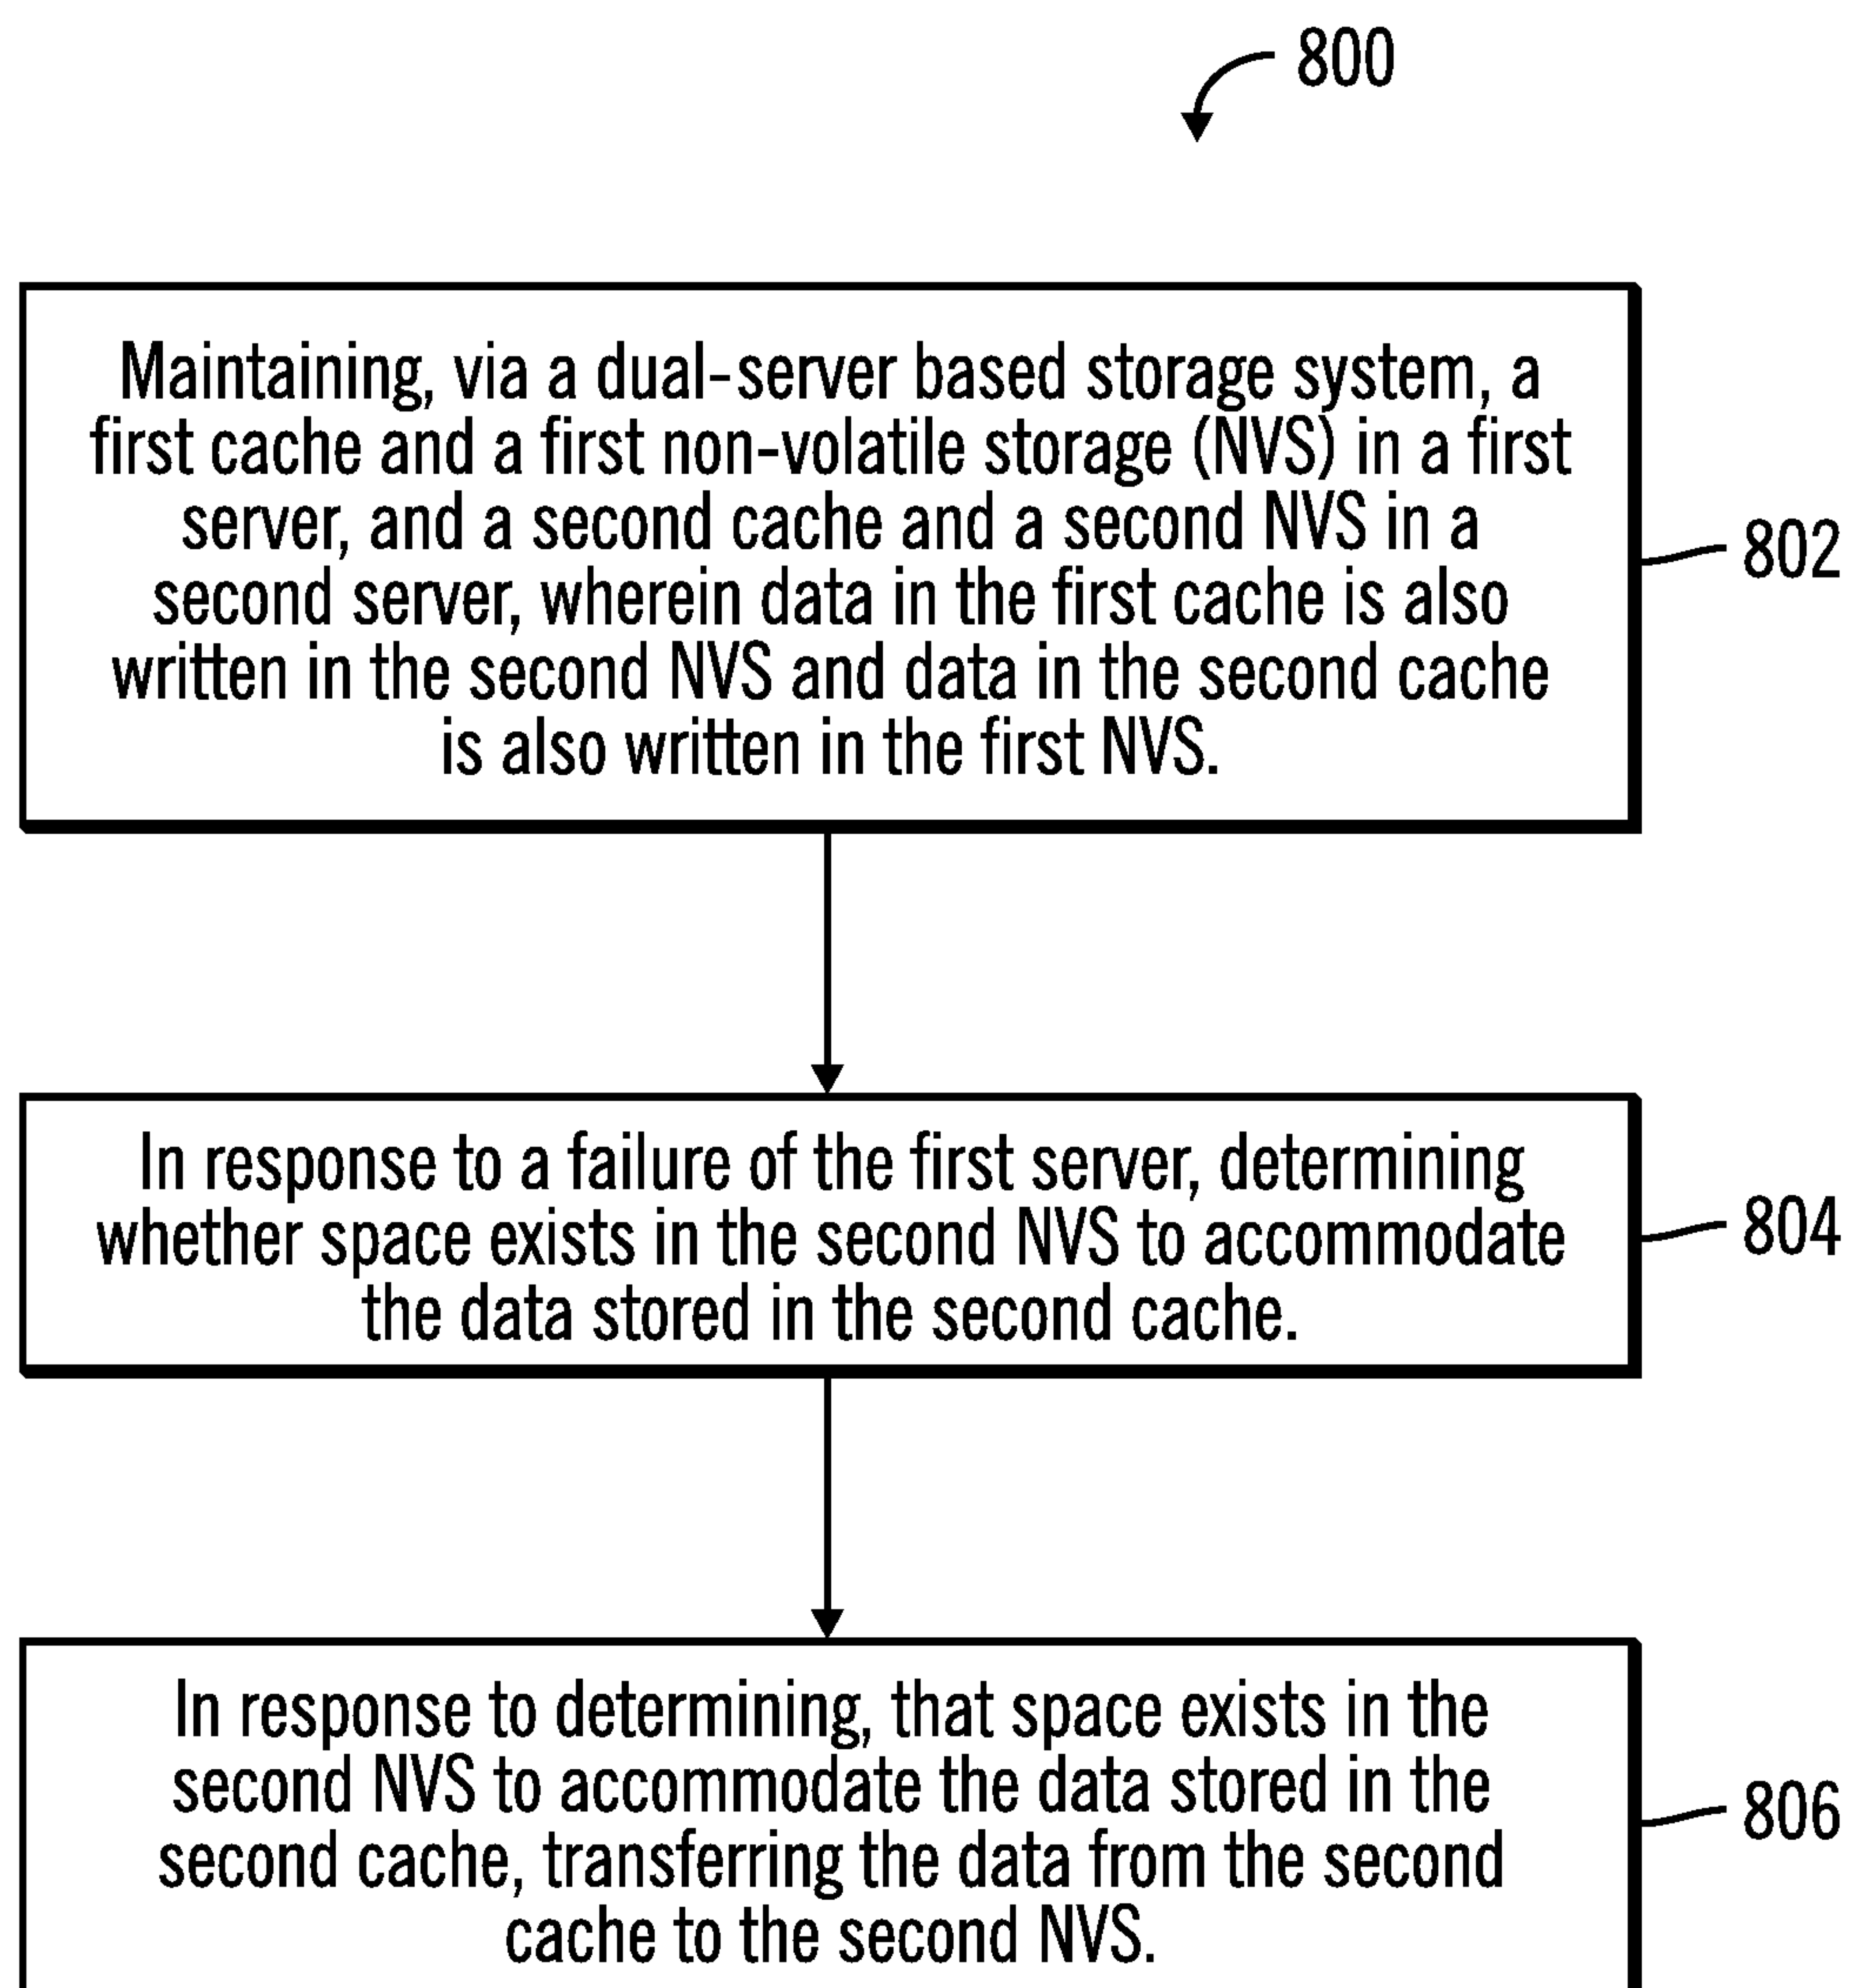 800
Maintaining, via a dual-server based storage system, a
first cache and a first non-volatile storage (NVS) in a first
server, and a second cache and a second NVS in a
second server, wherein data in the first cache is also
written in the second NVS and data in the second cache
is also written in the first NVS.
802
In response to a failure of the first server, determining
whether space exists in the second NVS to accommodate
the data stored in the second cache.
804
In response to determining, that space exists in the
second NVS to accommodate the data stored in the
second cache, transferring the data from the second
cache to the second NVS.
806